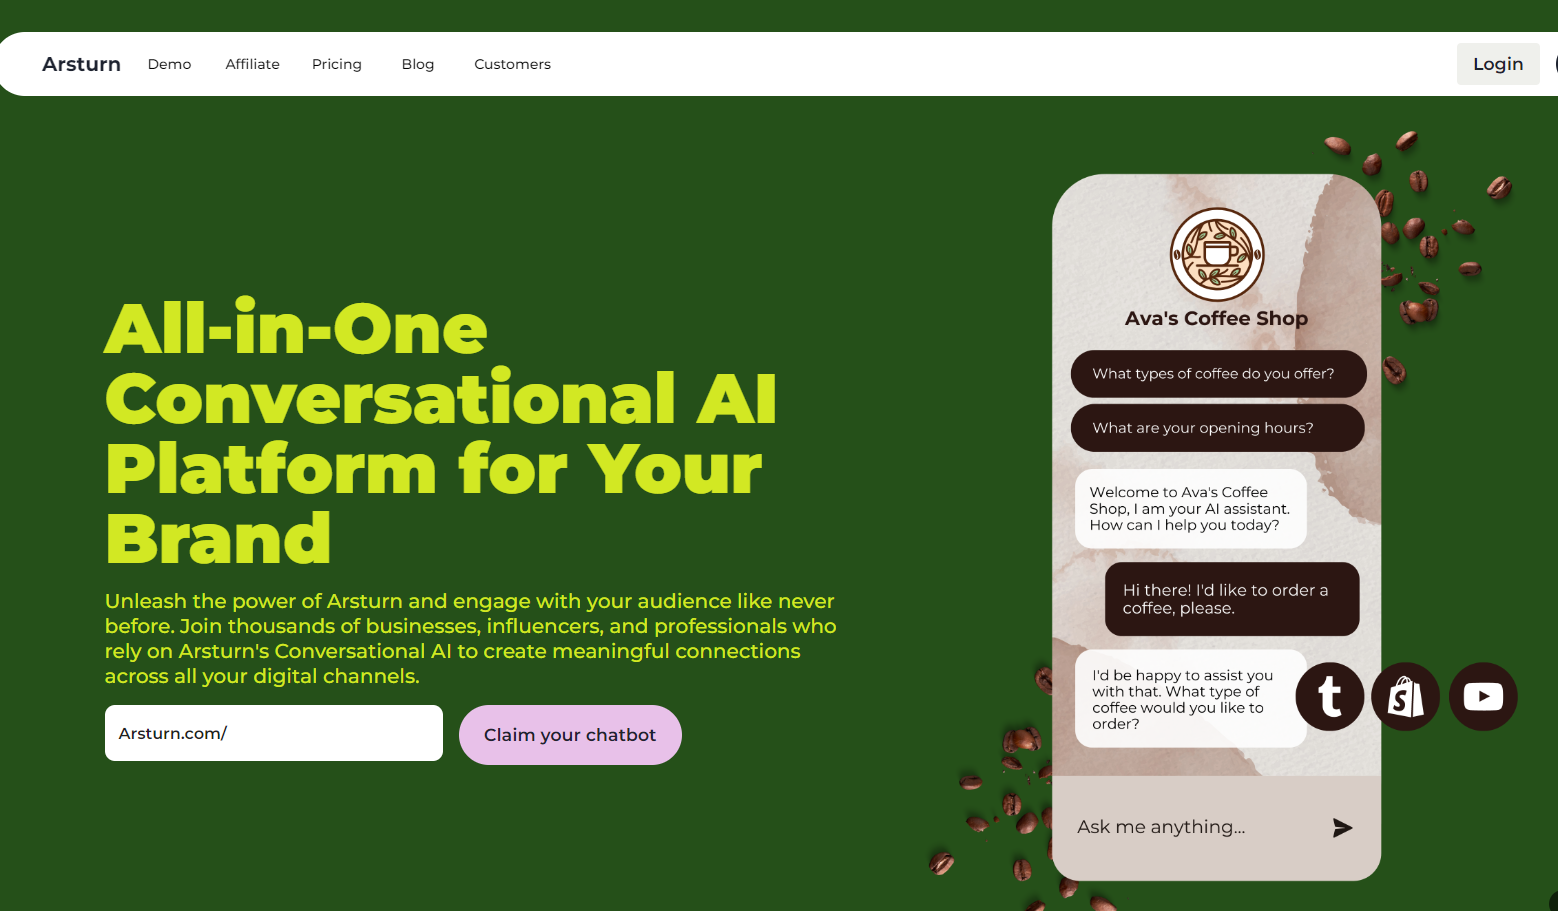 Arsturn
Demo
Affiliate
Pricing
Blog
Customers
Login
All-in-One
Conversational AI
Platform for Your
Brand
Unleash the power of Arsturn and engage with your audience like never
before. Join thousands of businesses, influencers, and professionals who
rely on Arsturn's Conversational AI to create meaningful connections
across all your digital channels.
Arsturn.com/
Claim your chatbot
Ava's Coffee Shop
What types of coffee do you offer?
What are your opening hours?
Welcome to Ava's Coffee
Shop, I am your AI assistant.
How can I help you today?
Hi there! I'd like to order a
coffee, please.
I'd be happy to assist you
with that. What type of
coffee would you like to
order?
Ask me anything...